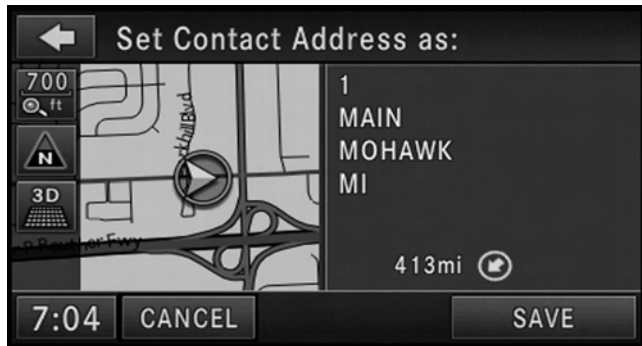 Set Contact Address as:
700
ft
1
MAIN
MOHAWK
MI
N
3D
413mi
7:04
CANCEL
SAVE